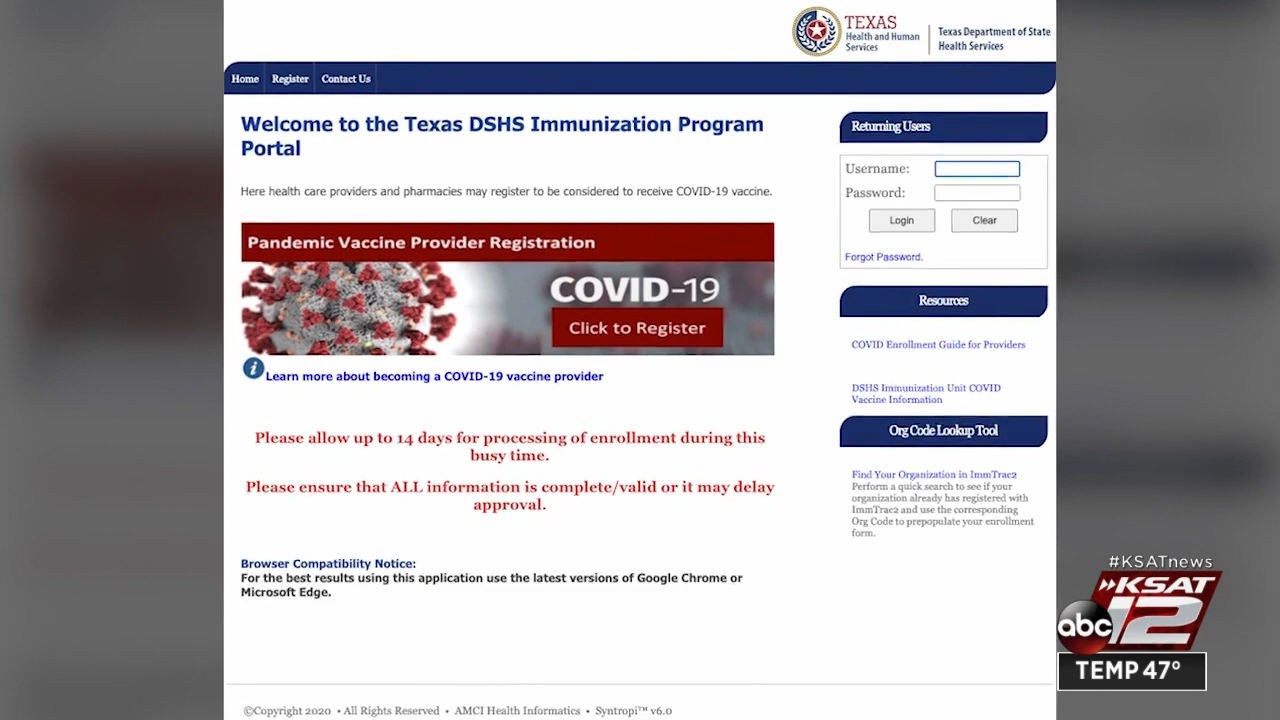 TEXAS
Health and Human
Services
Texas Department of State
Health Services
Home
Register
Contact Us
Welcome to the Texas DSHS Immunization Program
Portal
Here health care providers and pharmacies may register to be considered to receive COVID-19 vaccine.
Pandemic Vaccine Provider Registration
COVID-19
Click to Register
i
Learn more about becoming a COVID-19 vaccine provider
Please allow up to 14 days for processing of enrollment during this
busy time.
Please ensure that ALL information is complete/valid or it may delay
approval.
Browser Compatibility Notice:
For the best results using this application use the latest versions of Google Chrome or
Microsoft Edge.
Returning Users
Username:
Password:
Login
Clear
Forgot Password.
Resources
COVID Enrollment Guide for Providers
DSHS Immunization Unit COVID
Vaccine Information
Org Code Lookup Tool
Find Your Organization in ImmTrac2
Perform a quick search to see if your
organization already has registered with
ImmTrac2 and use the corresponding
Org Code to prepopulate your enrollment
form.
©Copyright 2020 • All Rights Reserved • AMCI Health Informatics • Syntropi™ v6.0
#KSATnews
KSAT
abc 12
TEMP 47°